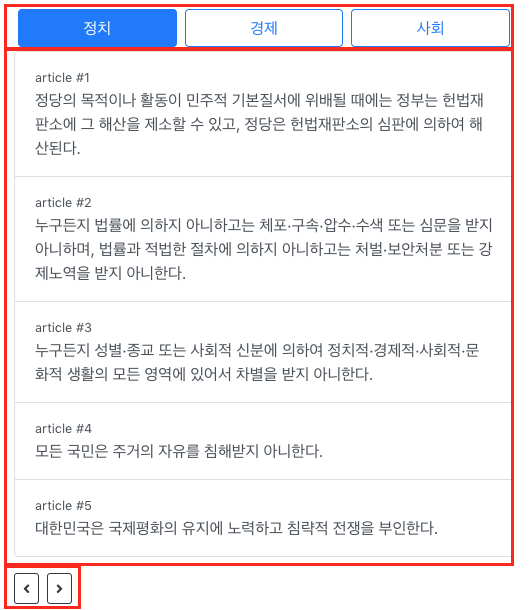 정치
경제
사회
article #1
정당의 목적이나 활동이 민주적 기본질서에 위배될 때에는 정부는 헌법재
판소에 그 해산을 제소할 수 있고, 정당은 헌법재판소의 심판에 의하여 해
산된다.
article #2
누구든지 법률에 의하지 아니하고는 체포·구속·압수·수색 또는 심문을 받지
아니하며, 법률과 적법한 절차에 의하지 아니하고는 처벌·보안처분 또는 강
제노역을 받지 아니한다.
article #3
누구든지 성별·종교 또는 사회적 신분에 의하여 정치적·경제적·사회적·문
화적 생활의 모든 영역에 있어서 차별을 받지 아니한다.
article #4
모든 국민은 주거의 자유를 침해받지 아니한다.
article #5
대한민국은 국제평화의 유지에 노력하고 침략적 전쟁을 부인한다.